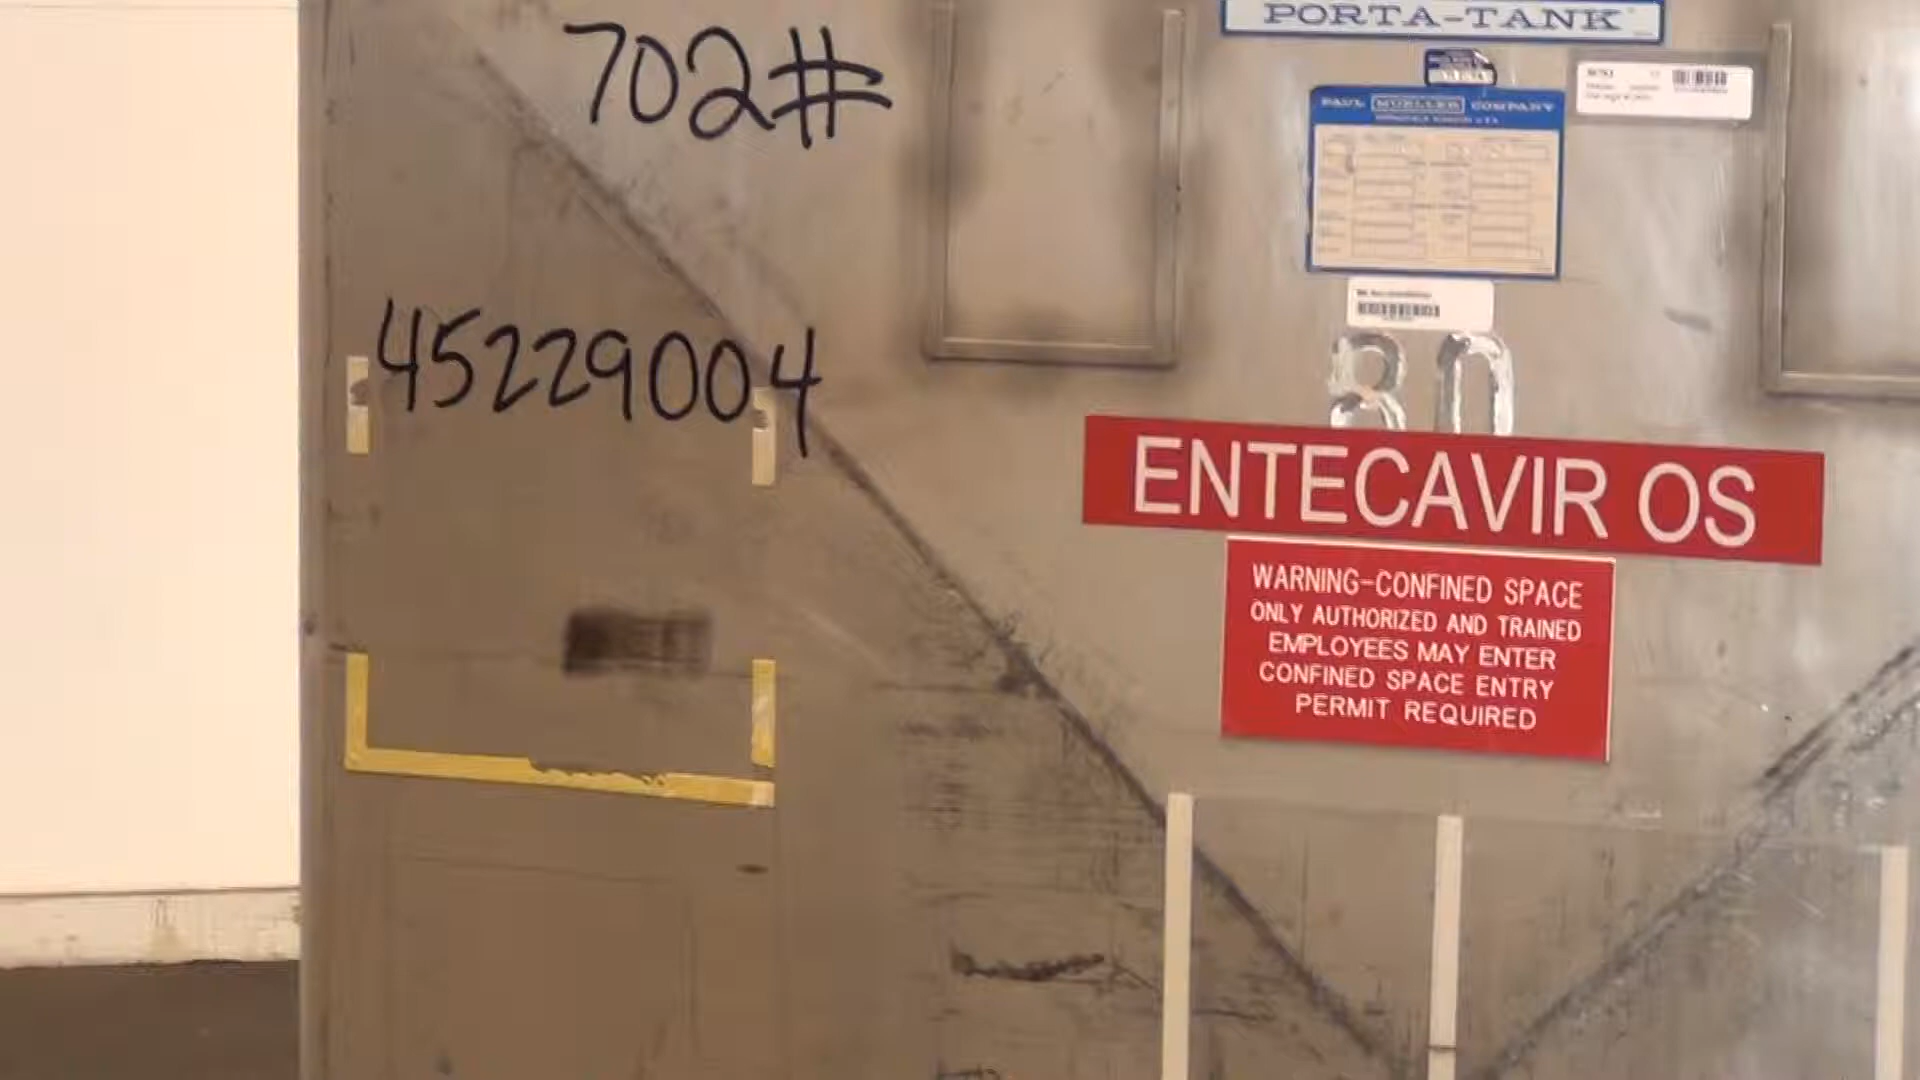 702#
PORTA-TANK
PAUL MUELLER COMPANY
45229004
80
ENTECAVIR OS
WARNING-CONFINED SPACE
ONLY AUTHORIZED AND TRAINED
EMPLOYEES MAY ENTER
CONFINED SPACE ENTRY
PERMIT REQUIRED